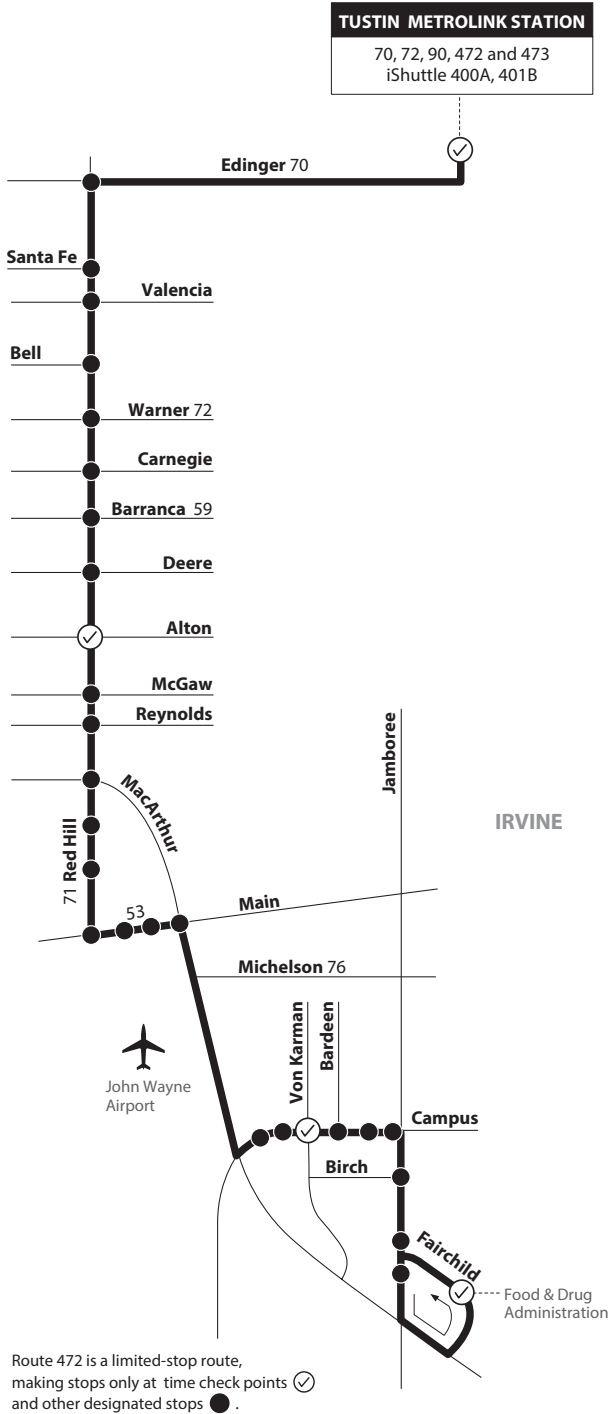 TUSTIN METROLINK STATION
70, 72, 90, 472 and 473
iShuttle 400A, 401B
Edinger 70
Santa Fe
Valencia
Bell
Warner 72
Carnegie
Barranca 59
Deere
Alton
McGaw
Reynolds
MacArthur
Jamboree
IRVINE
71 Red Hill
53
Main
Michelson 76
Von Karman
Bardeen
John Wayne
Airport
Campus
Birch
Fairchild
Food & Drug
Administration
Route 472 is a limited-stop route,
making stops only at time check points
and other designated stops .